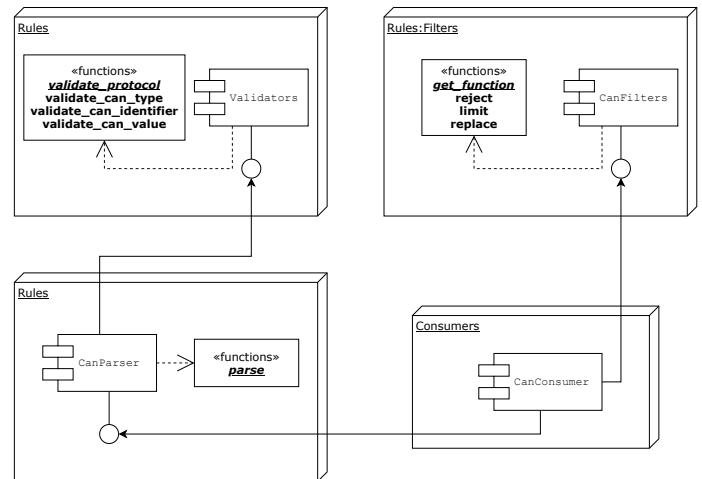 Rules
«functions»
validate_protocol
validate_can_type
validate_can_identifier
validate_can_value
Validators
Rules:Filters
«functions»
get_function
reject
limit
replace
CanFilters
Rules
CanParser
«functions»
parse
Consumers
CanConsumer